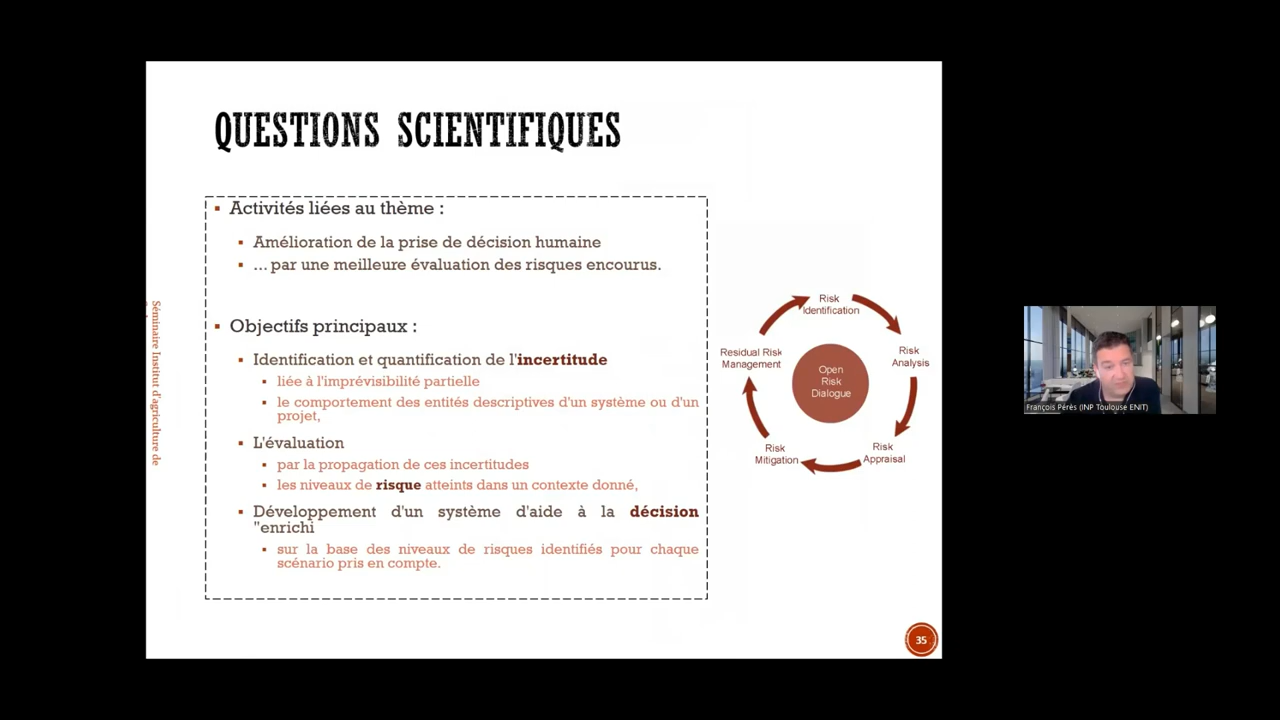 QUESTIONS SCIENTIFIQUES
Activités liées au thème :
Amélioration de la prise de décision humaine
... par une meilleure évaluation des risques encourus.
Objectifs principaux :
Identification et quantification de l'incertitude
liée à l'imprévisibilité partielle
le comportement des entités descriptives d'un système ou d'un
projet,
L'évaluation
par la propagation de ces incertitudes
les niveaux de risque atteints dans un contexte donné,
Développement d'un système d'aide à la décision
"enrichi
sur la base des niveaux de risques identifiés pour chaque
scénario pris en compte.
Séminaire Institut d'agriculture de
Risk
Identification
Risk
Analysis
Risk
Appraisal
Risk
Mitigation
Residual Risk
Management
Open
Risk
Dialogue
35
François Pérès (INP Toulouse ENIT)